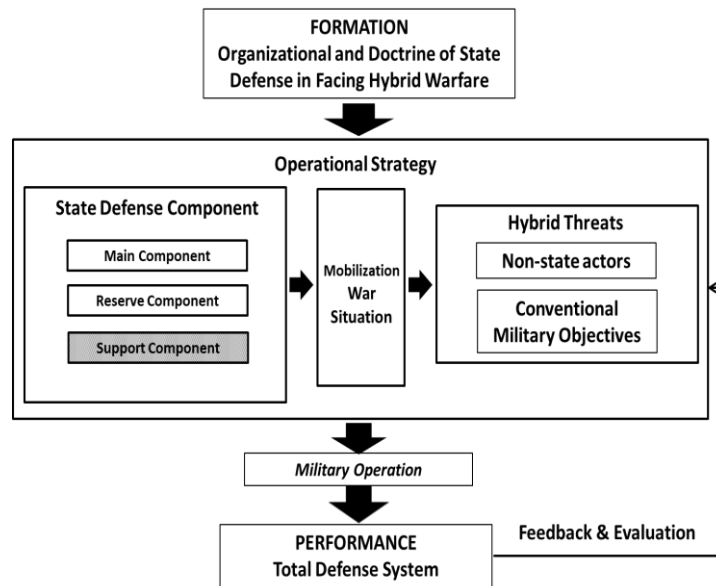 FORMATION
Organizational and Doctrine of State
Defense in Facing Hybrid Warfare
Operational Strategy
State Defense Component
Main Component
Reserve Component
Support Component
Mobilization
War
Situation
Hybrid Threats
Non-state actors
Conventional
Military Objectives
Military Operation
PERFORMANCE
Total Defense System
Feedback & Evaluation